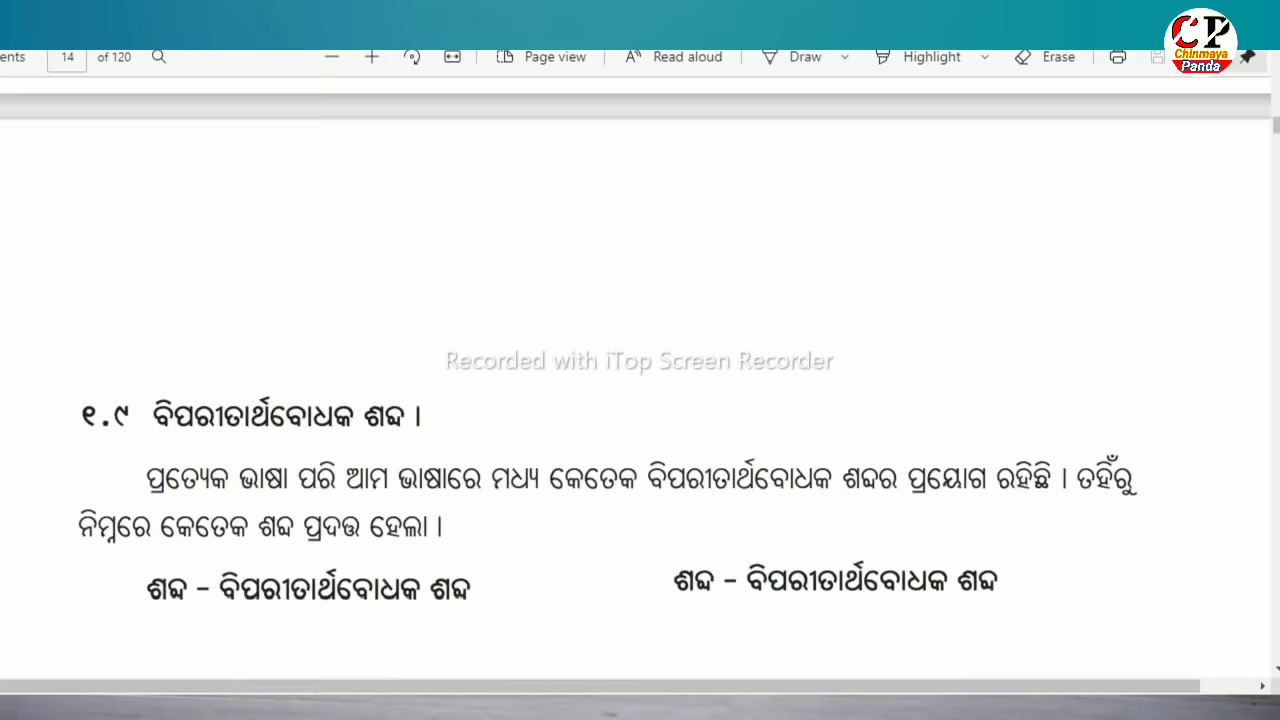 CP
Chinmaya
Panda
ents 14 of 120 Page view Read aloud Draw Highlight Erase
Recorded with iTop Screen Recorder
୧.୯ ବିପରୀତାର୍ଥବୋଧକ ଶବ୍ଦ ।
ପ୍ରତ୍ୟେକ ଭାଷା ପରି ଆମ ଭାଷାରେ ମଧ୍ୟ କେତେକ ବିପରୀତାର୍ଥବୋଧକ ଶବ୍ଦର ପ୍ରୟୋଗ ରହିଛି । ତହିଁରୁ
ନିମ୍ନରେ କେତେକ ଶବ୍ଦ ପ୍ରଦତ୍ତ ହେଲା ।
ଶବ୍ଦ – ବିପରୀତାର୍ଥବୋଧକ ଶବ୍ଦ
ଶବ୍ଦ – ବିପରୀତାର୍ଥବୋଧକ ଶବ୍ଦ